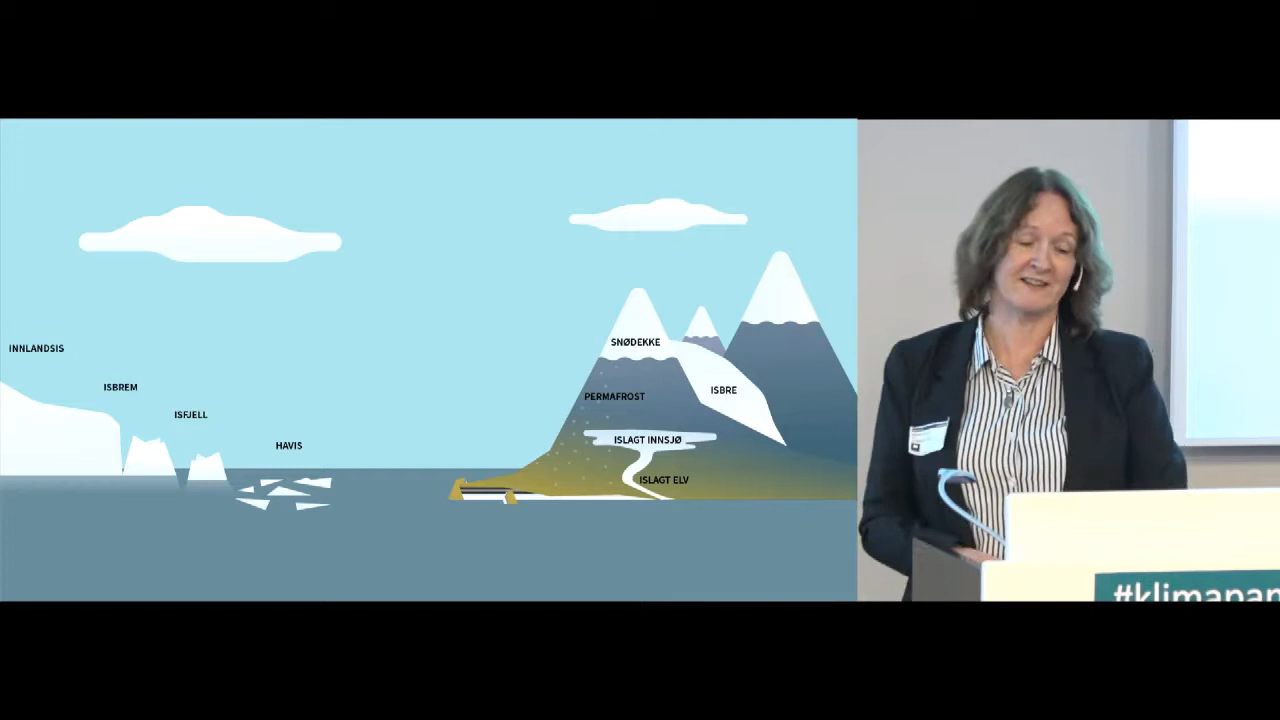 INNLANDSIS
ISBREM
ISFJELL
HAVIS
SNØDEKKE
PERMAFROST
ISBRE
ISLAGT INNSJØ
ISLAGT ELV
#klimapan